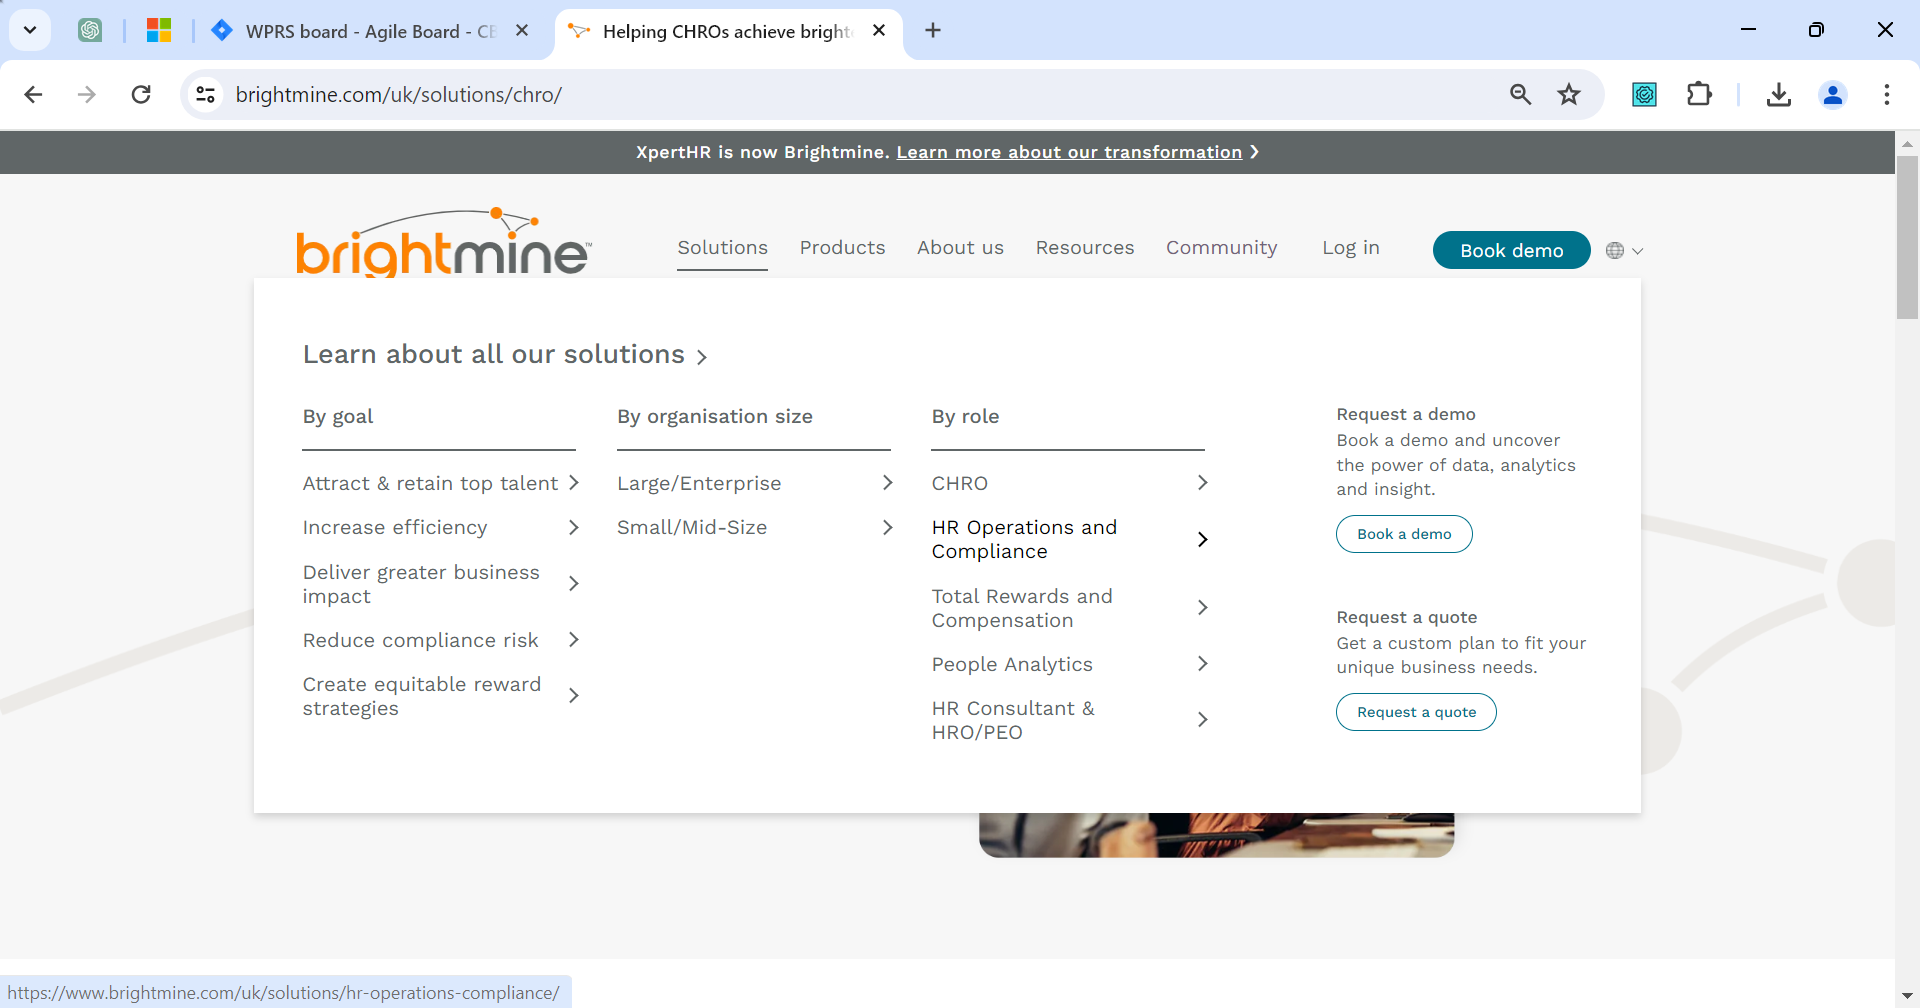 WPRS board - Agile Board - CE
Helping CHROs achieve bright
brightmine.com/uk/solutions/chro/
XpertHR is now Brightmine. Learn more about our transformation
brightmine™
Solutions
Products
About us
Resources
Community
Log in
Book demo
Learn about all our solutions
By goal
Attract & retain top talent
Increase efficiency
Deliver greater business
impact
Reduce compliance risk
Create equitable reward
strategies
By organisation size
Large/Enterprise
Small/Mid-Size
By role
CHRO
HR Operations and
Compliance
Total Rewards and
Compensation
People Analytics
HR Consultant &
HRO/PEO
Request a demo
Book a demo and uncover
the power of data, analytics
and insight.
Book a demo
Request a quote
Get a custom plan to fit your
unique business needs.
Request a quote
https://www.brightmine.com/uk/solutions/hr-operations-compliance/